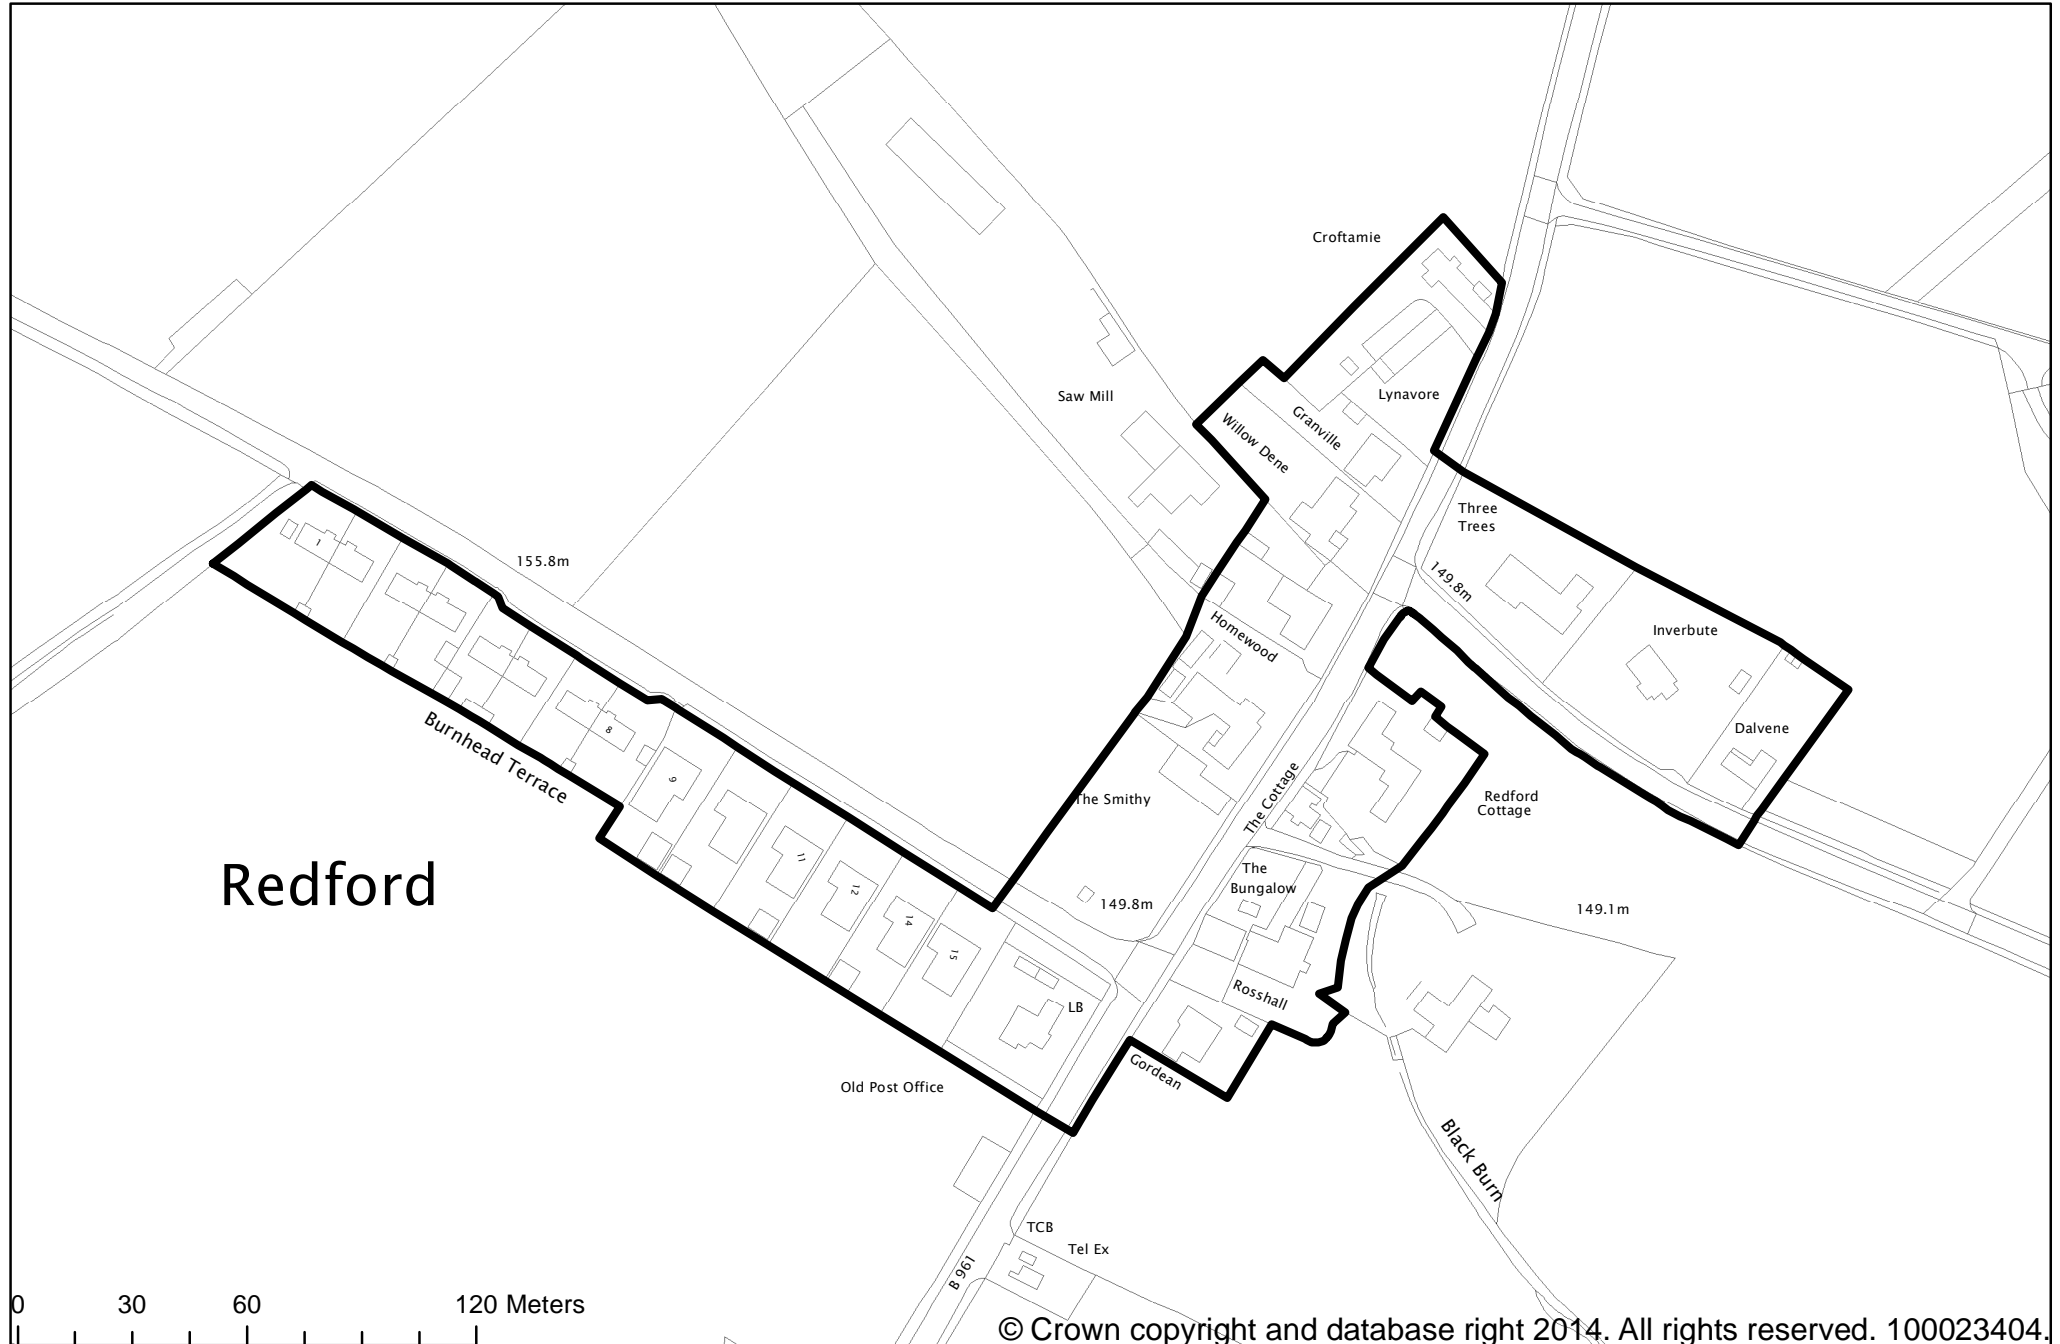 Croftamie
Saw Mill
Lynavore
Granville
Willow Dene
Three
Trees
155.8m
149.8m
Homewood
Inverbute
1
8
9
11
12
14
15
Burnhead Terrace
Dalvene
The Smithy
The Cottage
Redford
Cottage
Redford
The
Bungalow
149.8m
149.1m
Rosshall
LB
Gordean
Old Post Office
Black Burn
TCB
Tel Ex
B 961
0 30 60 120 Meters
© Crown copyright and database right 2014. All rights reserved. 100023404.